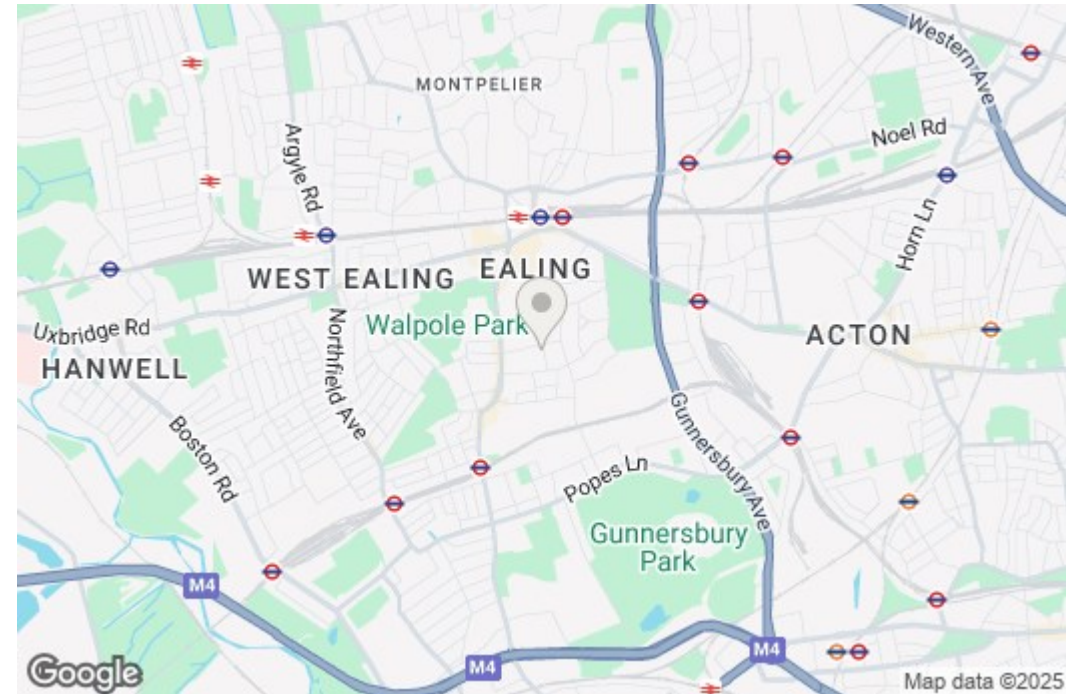 Western Ave
MONTPELIER
Noel Rd
Argyle Rd
Horn Ln
WEST EALING
EALING
Walpole Park
Uxbridge Rd
ACTON
HANWELL
Northfield Ave
Gunnersbury Ave
Boston Rd
Popes Ln
Gunnersbury
Park
M4
M4
M4
Google
Map data ©2025